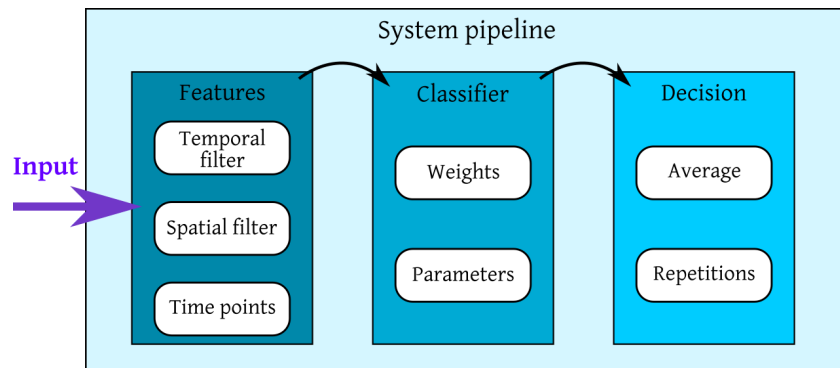 System pipeline
Features
Classifier
Decision
Temporal
filter
Input
Weights
Average
Spatial filter
Parameters
Repetitions
Time points